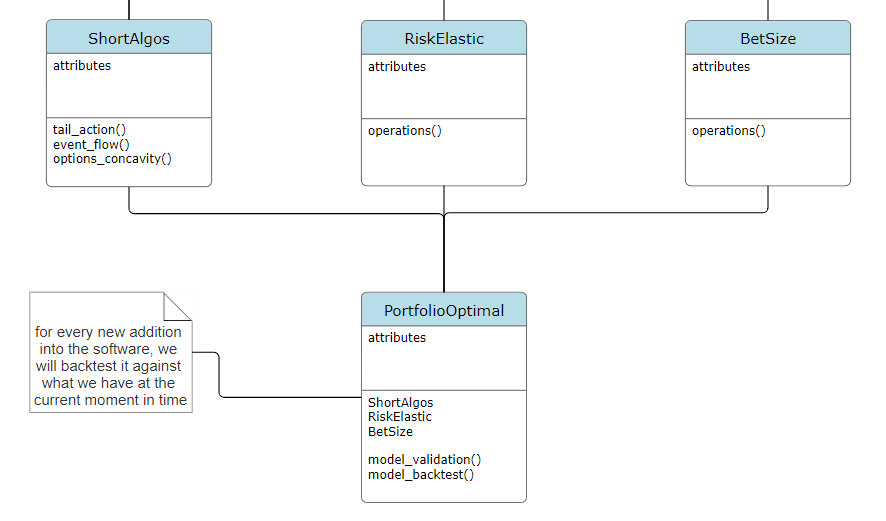 ShortAlgos
attributes
tail_action()
event_flow()
options_concavity()
RiskElastic
attributes
operations()
BetSize
attributes
operations()
for every new addition
into the software, we
will backtest it against
what we have at the
current moment in time
PortfolioOptimal
attributes
ShortAlgos
RiskElastic
BetSize
model_validation()
model_backtest()